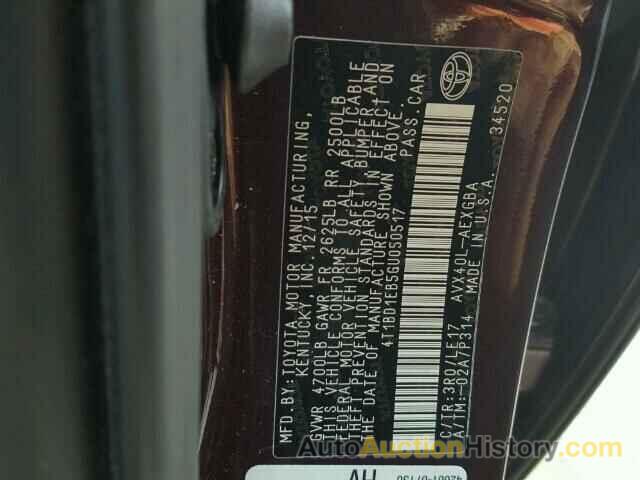 MFD BY: TOYOTA MOTOR MANUFACTURING,
KENTUCKY, INC. 12/15
GVWR 4700LB GAWR FR 2625LB RR 2500LB
THIS VEHICLE CONFORMS TO ALL APPLICABLE
FEDERAL MOTOR VEHICLE SAFETY, BUMPER, AND
THEFT PREVENTION STANDARDS IN EFFECT ON
THE DATE OF MANUFACTURE SHOWN ABOVE.
4T1BD1EB5GU050517 PASS. CAR
C/TR: 3R0/LE17 AVX40L-AEXGBA
A/TM: -02A/P314 MADE IN U.S.A. 34520
HV
AutoBidMaster.com